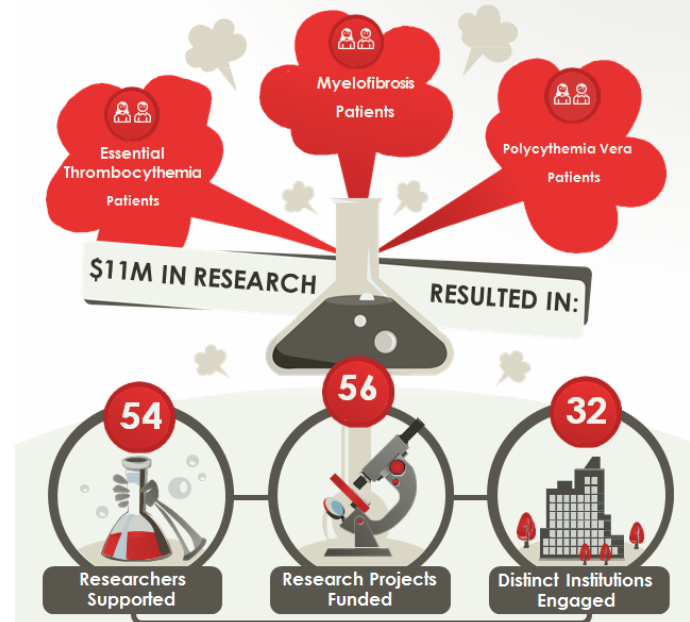 Myelofibrosis
Patients
Essential
Thrombocythemia
Patients
Polycythemia Vera
Patients
$11M IN RESEARCH
RESULTED IN:
54
56
32
Researchers
Supported
Research Projects
Funded
Distinct Institutions
Engaged